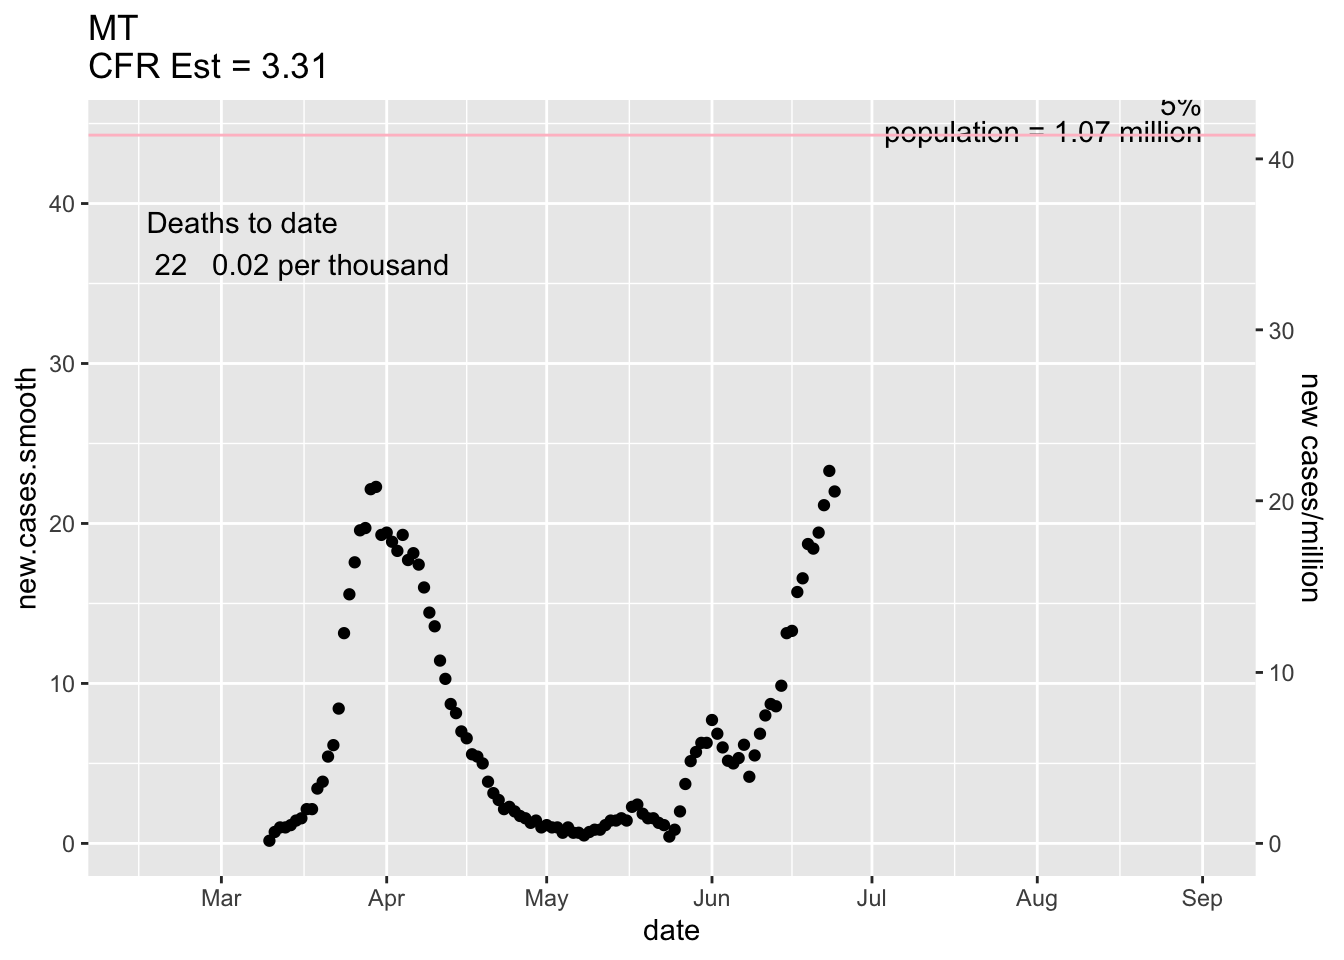 MT
CFR Est = 3.31
5%
population = 1.07 million
Deaths to date
22 0.02 per thousand
new.cases.smooth
40
30
20
10
0
40
30
20
10
0
new cases/million
Mar Apr May Jun Jul Aug Sep
date